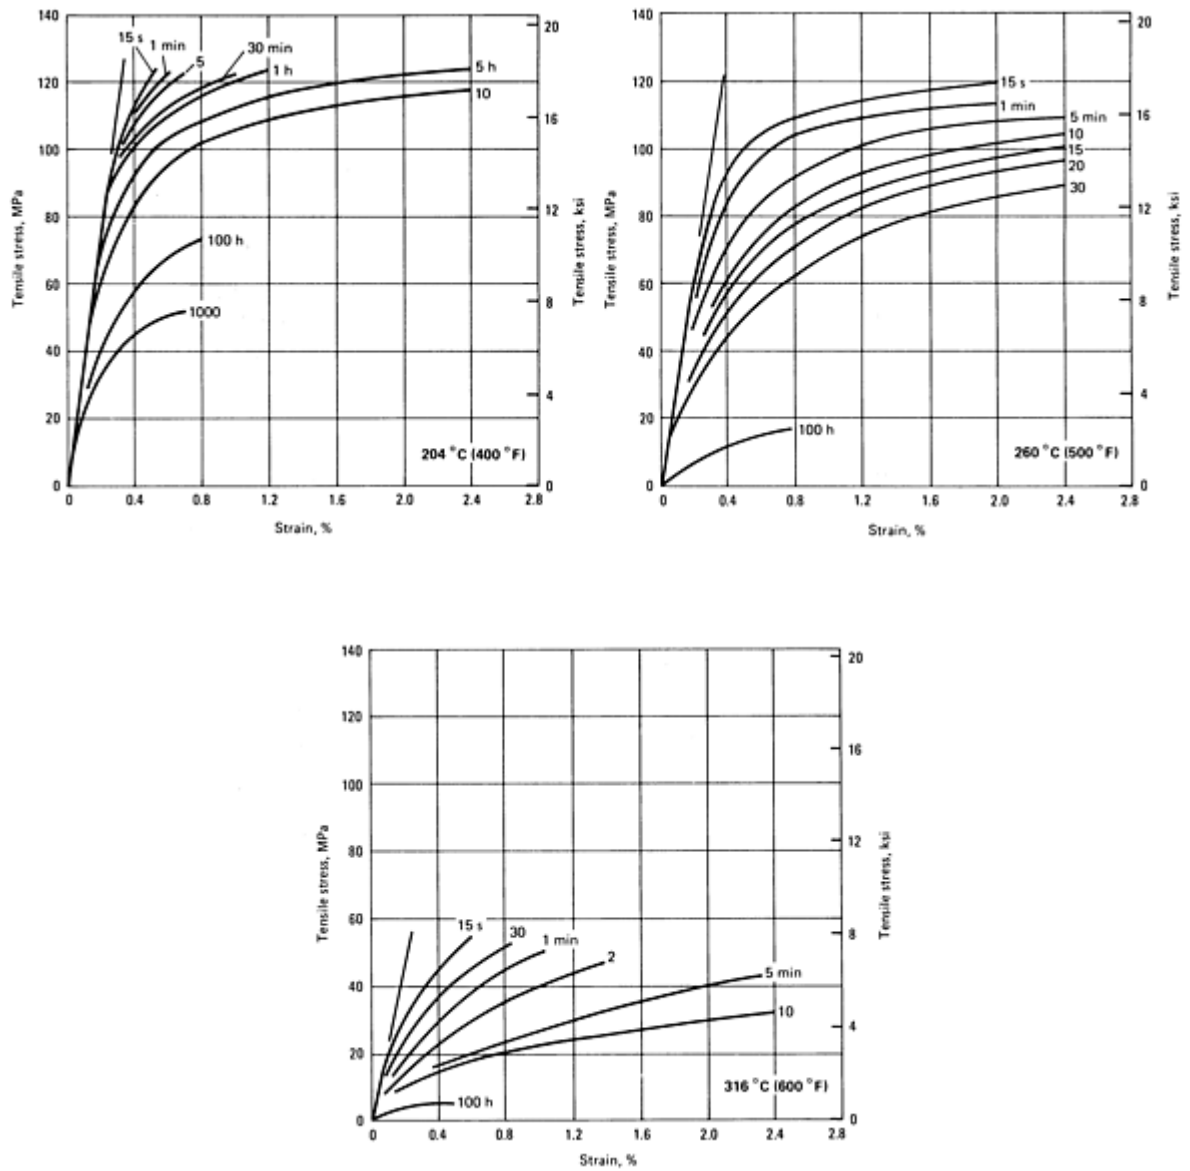 140
120
100
80
60
40
20
0
Tensile stress, MPa
15 s
1 min
5
30 min
1 h
5 h
10
100 h
1000
204 °C (400 °F)
20
16
12
8
4
0
Tensile stress, ksi
0 0.4 0.8 1.2 1.6 2.0 2.4 2.8
Strain, %
140
120
100
80
60
40
20
0
Tensile stress, MPa
15 s
1 min
5 min
10
15
20
30
100 h
260 °C (500 °F)
20
16
12
8
4
0
Tensile stress, ksi
0 0.4 0.8 1.2 1.6 2.0 2.4 2.8
Strain, %
140
120
100
80
60
40
20
0
Tensile stress, MPa
15 s
30
1 min
2
5 min
10
100 h
316 °C (600 °F)
20
16
12
8
4
0
Tensile stress, ksi
0 0.4 0.8 1.2 1.6 2.0 2.4 2.8
Strain, %